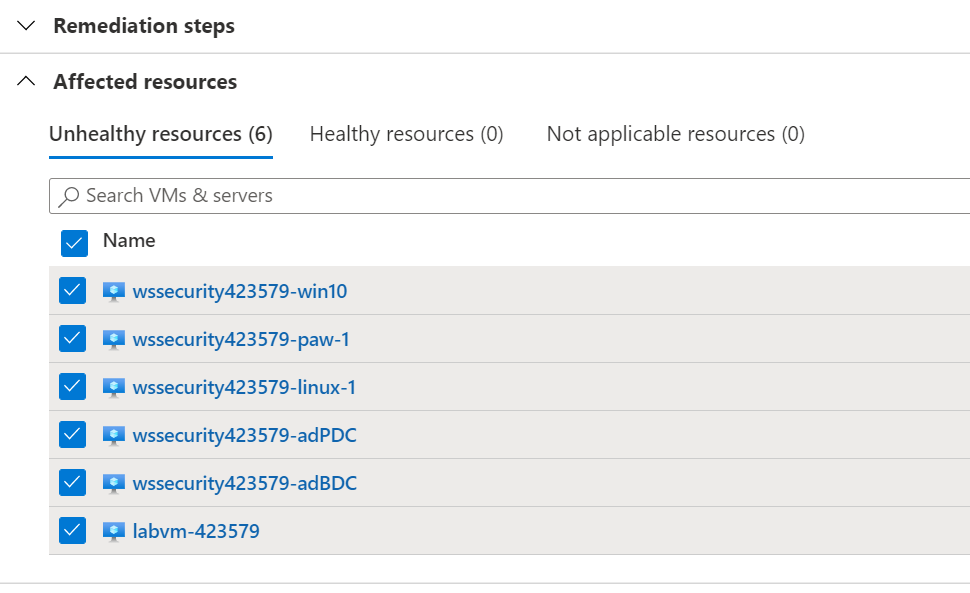 Remediation steps
Affected resources
Unhealthy resources (6) Healthy resources (0) Not applicable resources (0)
Search VMs & servers
Name
wssecurity423579-win10
wssecurity423579-paw-1
wssecurity423579-linux-1
wssecurity423579-adPDC
wssecurity423579-adBDC
labvm-423579